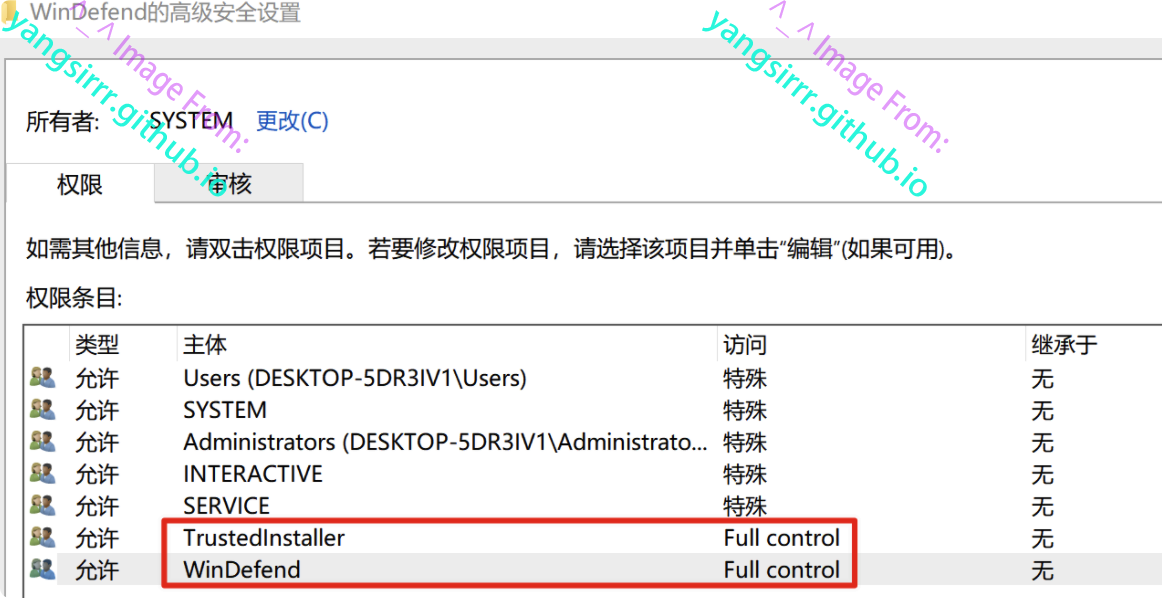 WinDefend的高级安全设置
^_^ Image From:
yangsirrr.github.io
^_^ Image From:
yangsirrr.github.io
所有者: SYSTEM 更改(C)
权限 审核
如需其他信息，请双击权限项目。若要修改权限项目，请选择该项目并单击“编辑”(如果可用)。
权限条目:
类型 主体 访问 继承于
允许 Users (DESKTOP-5DR3IV1\Users) 特殊 无
允许 SYSTEM 特殊 无
允许 Administrators (DESKTOP-5DR3IV1\Administrato... 特殊 无
允许 INTERACTIVE 特殊 无
允许 SERVICE 特殊 无
允许 TrustedInstaller Full control 无
允许 WinDefend Full control 无